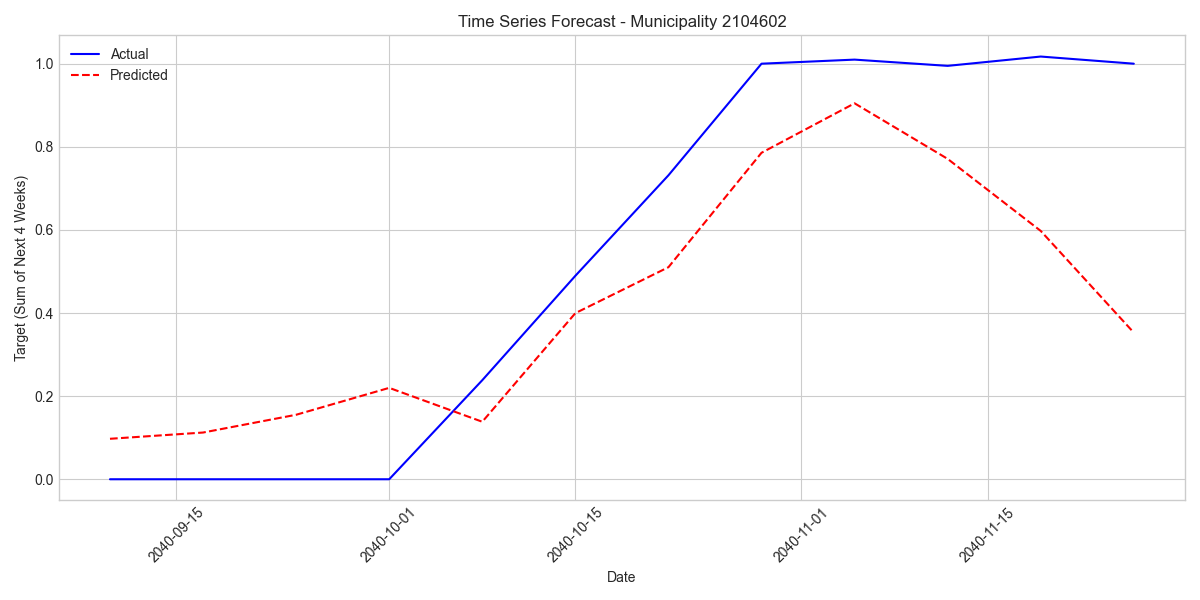 Time Series Forecast - Municipality 2104602
Actual
Predicted
Target (Sum of Next 4 Weeks)
1.0
0.8
0.6
0.4
0.2
0.0
2040-09-15
2040-10-01
2040-10-15
2040-11-01
2040-11-15
Date